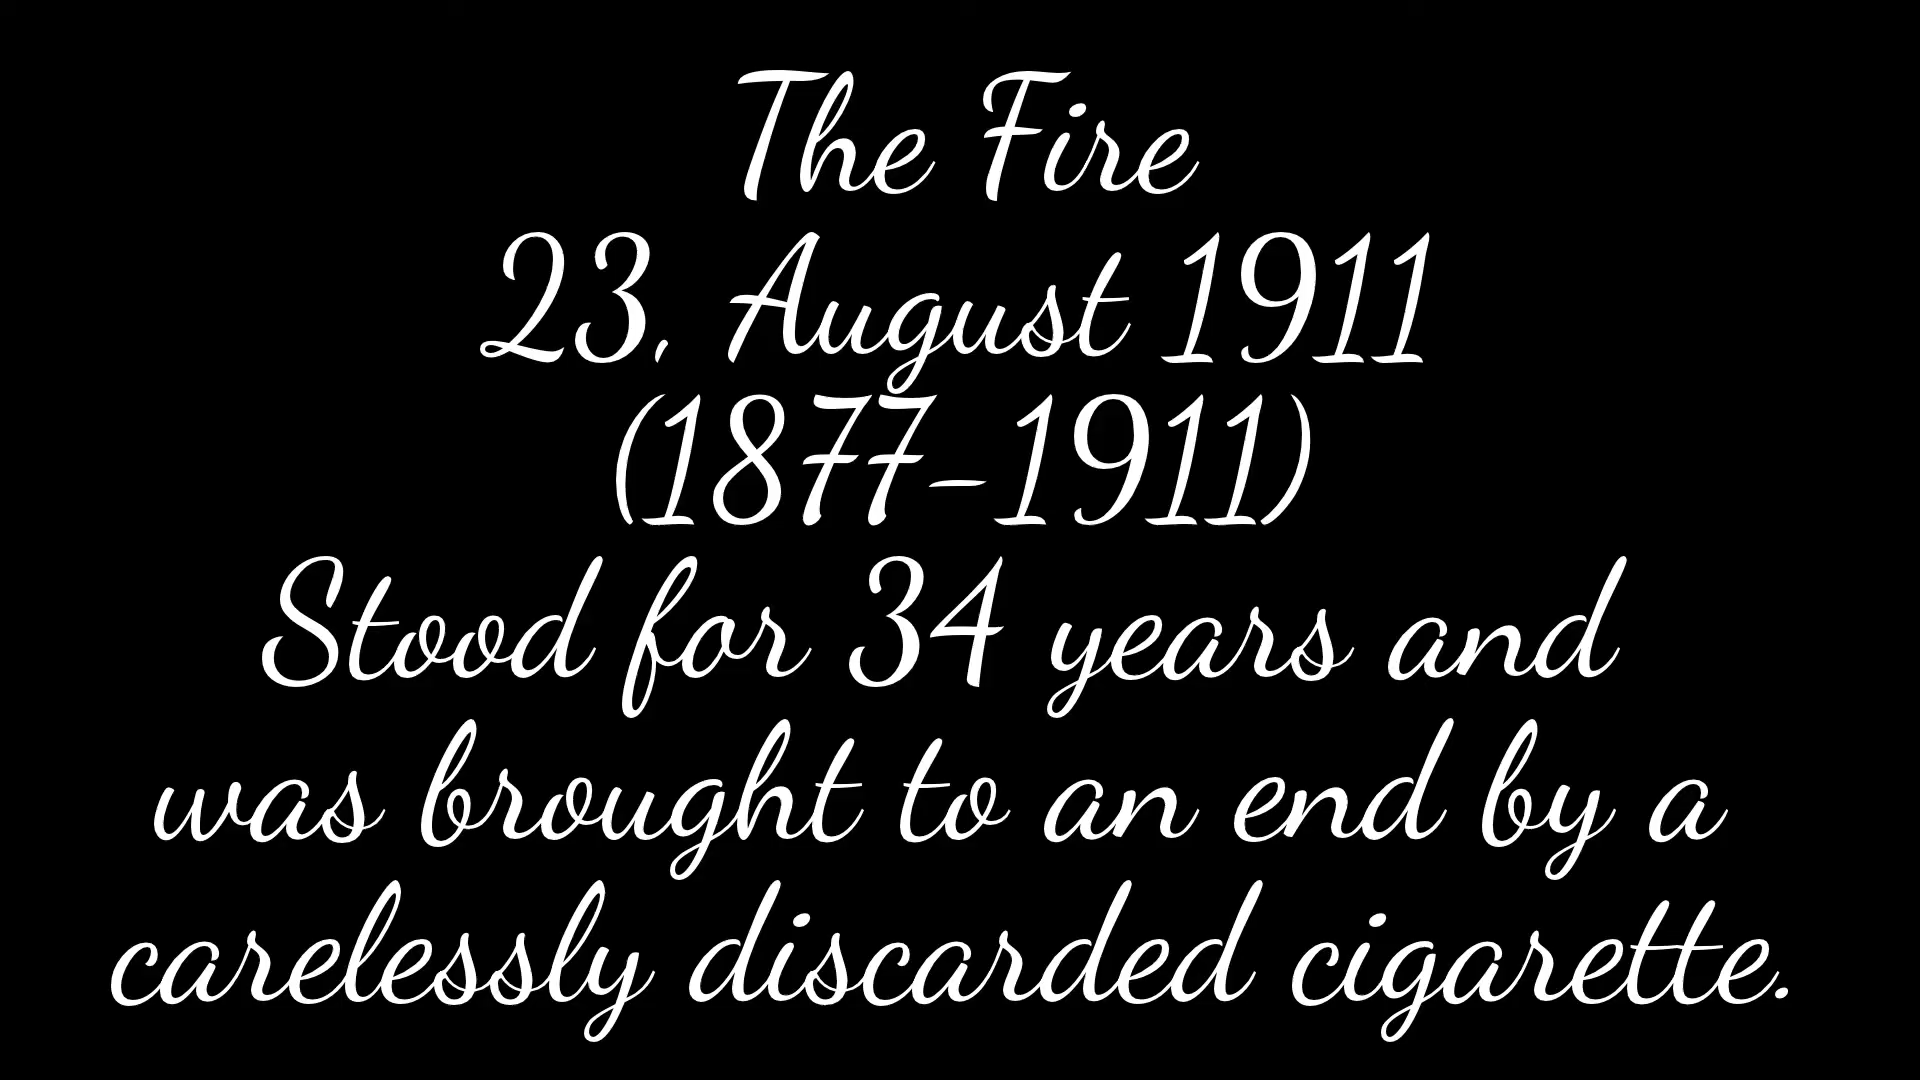 The Fire
23, August 1911
(1877-1911)
Stood for 34 years and
was brought to an end by a
carelessly discarded cigarette.